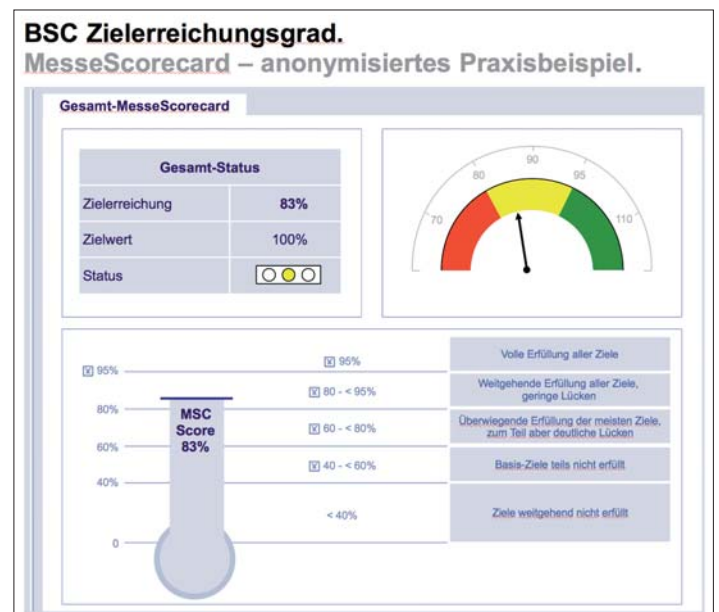 BSC Zielerreichungsgrad.
MesseScorecard – anonymisiertes Praxisbeispiel.
Gesamt-MesseScorecard
Gesamt-Status
Zielerreichung 83%
Zielwert 100%
Status
70 80 90 95 110
95%
80%
60%
40%
0
MSC
Score
83%
95%
80 - < 95%
60 - < 80%
40 - < 60%
< 40%
Volle Erfüllung aller Ziele
Weitgehende Erfüllung aller Ziele,
geringe Lücken
Überwiegende Erfüllung der meisten Ziele,
zum Teil aber deutliche Lücken
Basis-Ziele teils nicht erfüllt
Ziele weitgehend nicht erfüllt